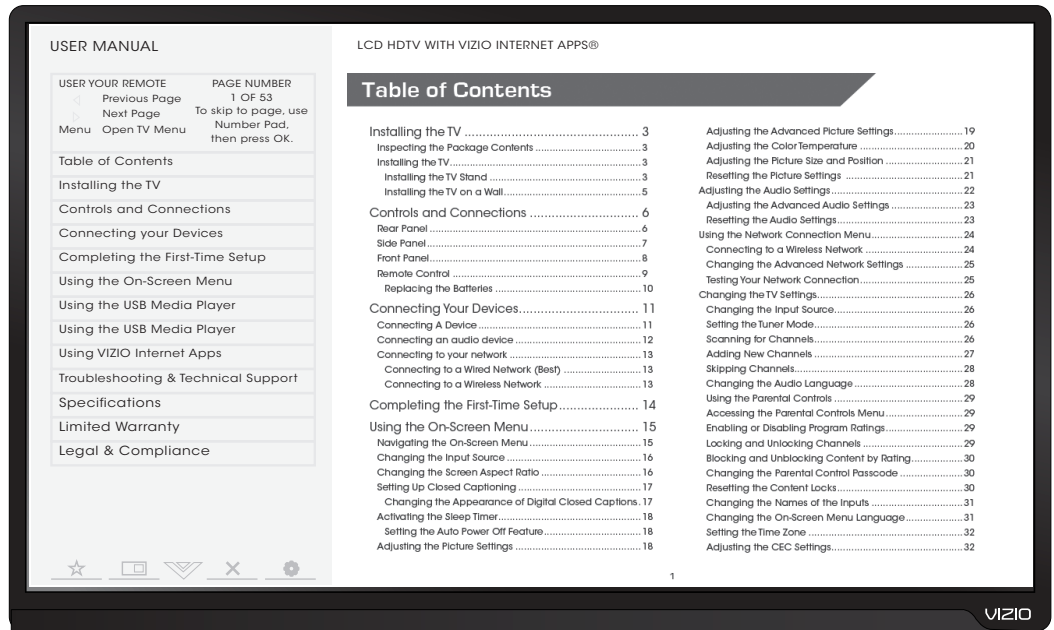 USER MANUAL
USER YOUR REMOTE
Previous Page
Next Page
Menu Open TV Menu
PAGE NUMBER
1 OF 53
To skip to page, use
Number Pad,
then press OK.
Table of Contents
Installing the TV
Controls and Connections
Connecting your Devices
Completing the First-Time Setup
Using the On-Screen Menu
Using the USB Media Player
Using the USB Media Player
Using VIZIO Internet Apps
Troubleshooting & Technical Support
Specifications
Limited Warranty
Legal & Compliance
LCD HDTV WITH VIZIO INTERNET APPS®
Table of Contents
Installing the TV ........ 3
Inspecting the Package Contents ........ 3
Installing the TV ........ 3
Installing the TV Stand ........ 3
Installing the TV on a Wall ........ 5
Controls and Connections ........ 6
Rear Panel ........ 6
Side Panel ........ 7
Front Panel ........ 8
Remote Control ........ 9
Replacing the Batteries ........ 10
Connecting Your Devices ........ 11
Connecting A Device ........ 11
Connecting an audio device ........ 12
Connecting to your network ........ 13
Connecting to a Wired Network (Best) ........ 13
Connecting to a Wireless Network ........ 13
Completing the First-Time Setup ........ 14
Using the On-Screen Menu ........ 15
Navigating the On-Screen Menu ........ 15
Changing the Input Source ........ 16
Changing the Screen Aspect Ratio ........ 16
Setting Up Closed Captioning ........ 17
Changing the Appearance of Digital Closed Captions . 17
Activating the Sleep Timer ........ 18
Setting the Auto Power Off Feature ........ 18
Adjusting the Picture Settings ........ 18
Adjusting the Advanced Picture Settings ........ 19
Adjusting the Color Temperature ........ 20
Adjusting the Picture Size and Position ........ 21
Resetting the Picture Settings ........ 21
Adjusting the Audio Settings ........ 22
Adjusting the Advanced Audio Settings ........ 23
Resetting the Audio Settings ........ 23
Using the Network Connection Menu ........ 24
Connecting to a Wireless Network ........ 24
Changing the Advanced Network Settings ........ 25
Testing Your Network Connection ........ 25
Changing the TV Settings ........ 26
Changing the Input Source ........ 26
Setting the Tuner Mode ........ 26
Scanning for Channels ........ 26
Adding New Channels ........ 27
Skipping Channels ........ 28
Changing the Audio Language ........ 28
Using the Parental Controls ........ 29
Accessing the Parental Controls Menu ........ 29
Enabling or Disabling Program Ratings ........ 29
Locking and Unlocking Channels ........ 29
Blocking and Unblocking Content by Rating ........ 30
Changing the Parental Control Passcode ........ 30
Resetting the Content Locks ........ 30
Changing the Names of the Inputs ........ 31
Changing the On-Screen Menu Language ........ 31
Setting the Time Zone ........ 32
Adjusting the CEC Settings ........ 32
1
VIZIO